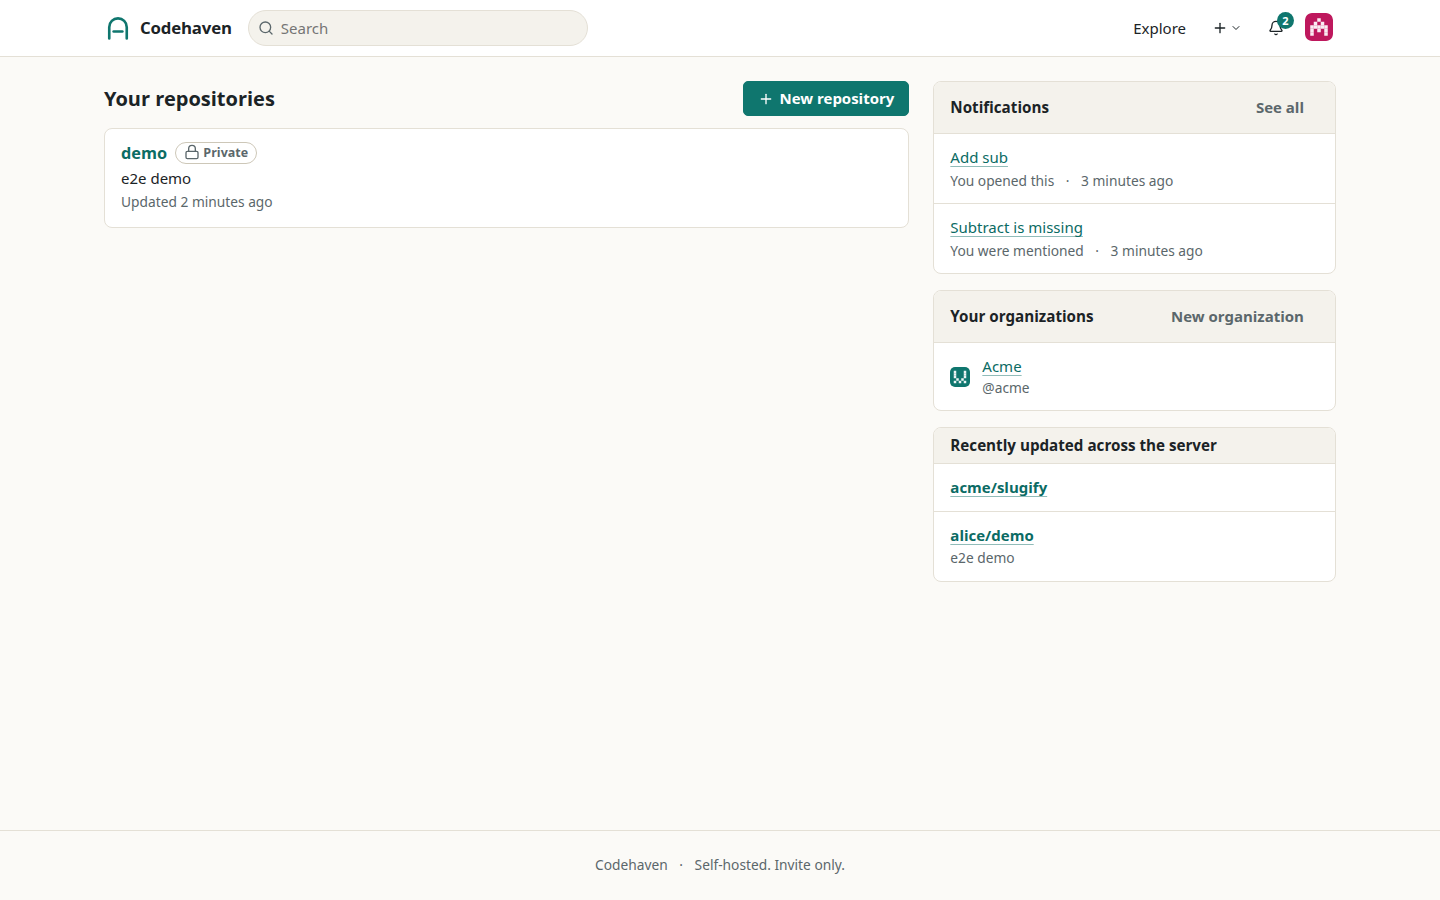 Codehaven
Search
Explore
2
Your repositories
New repository
demo
Private
e2e demo
Updated 2 minutes ago
Notifications
See all
Add sub
You opened this · 3 minutes ago
Subtract is missing
You were mentioned · 3 minutes ago
Your organizations
New organization
Acme
@acme
Recently updated across the server
acme/slugify
alice/demo
e2e demo
Codehaven · Self-hosted. Invite only.